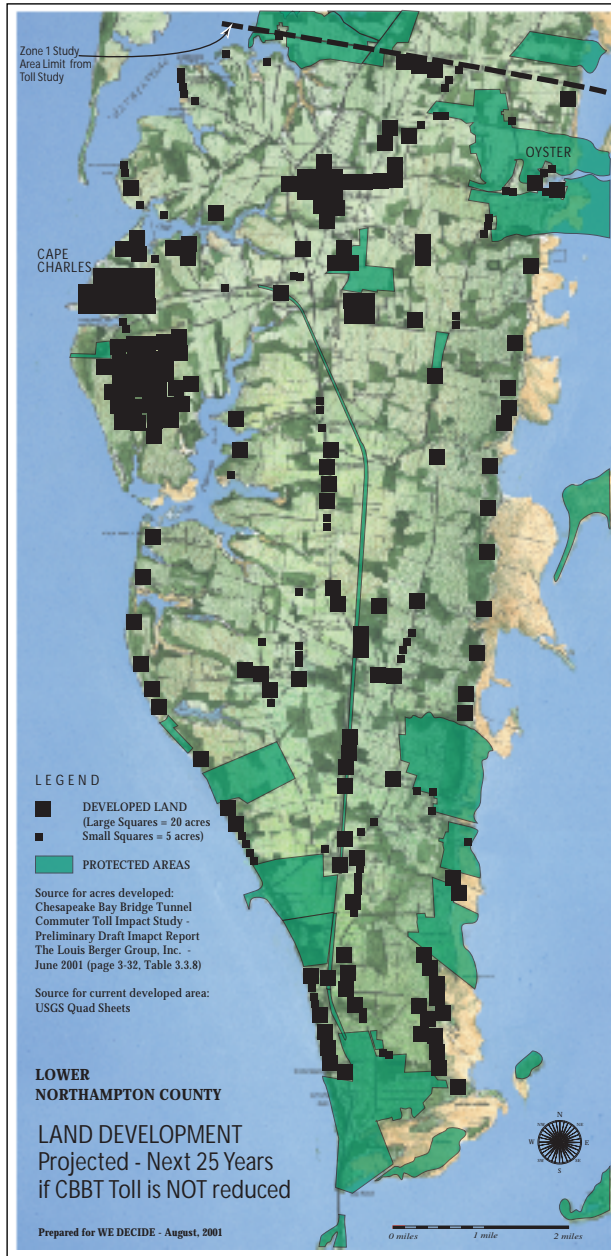 Zone 1 Study
Area Limit from
Toll Study
OYSTER
CAPE
CHARLES
LEGEND
DEVELOPED LAND
(Large Squares = 20 acres
Small Squares = 5 acres)
PROTECTED AREAS
Source for acres developed:
Chesapeake Bay Bridge Tunnel
Commuter Toll Impact Study -
Preliminary Draft Imapct Report
The Louis Berger Group, Inc. -
June 2001 (page 3-32, Table 3.3.8)
Source for current developed area:
USGS Quad Sheets
LOWER
NORTHAMPTON COUNTY
LAND DEVELOPMENT
Projected - Next 25 Years
if CBBT Toll is NOT reduced
Prepared for WE DECIDE - August, 2001
N
W E
S
0 miles 1 mile 2 miles